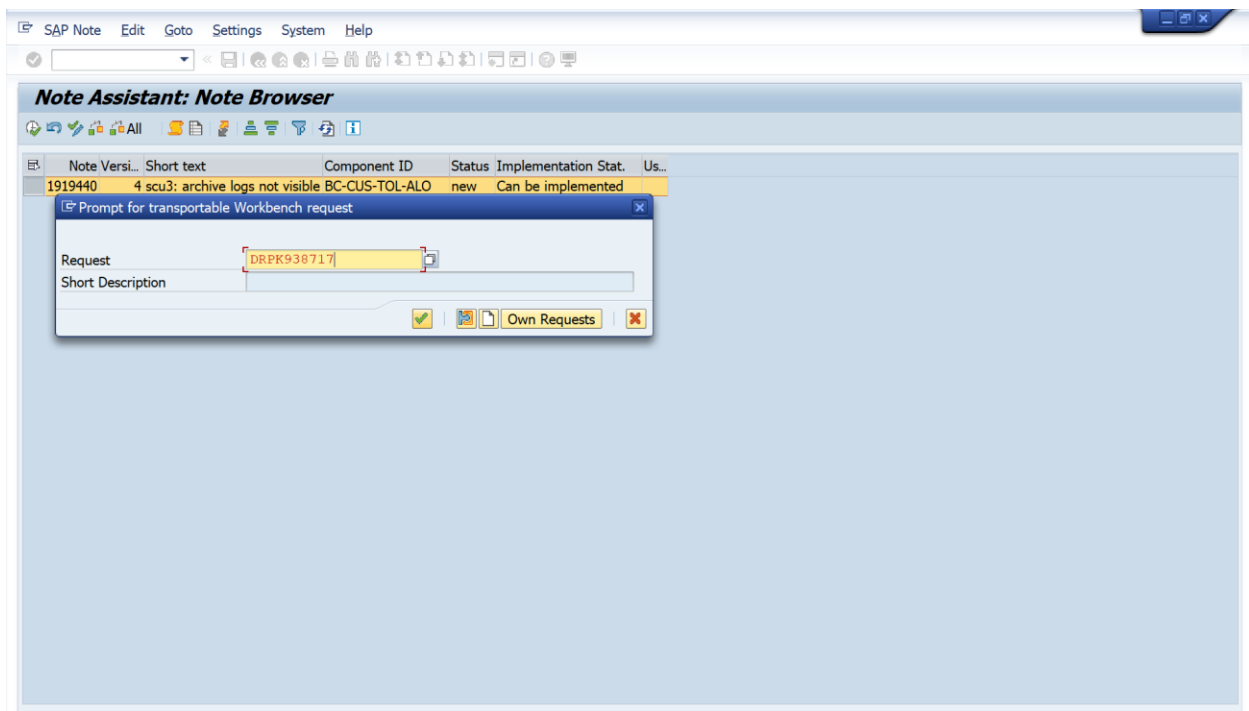 SAP Note Edit Goto Settings System Help
Note Assistant: Note Browser
All
Note Versi... Short text Component ID Status Implementation Stat. Us...
1919440 4 scu3: archive logs not visible BC-CUS-TOL-ALO new Can be implemented
Prompt for transportable Workbench request
Request DRPK938717
Short Description
Own Requests